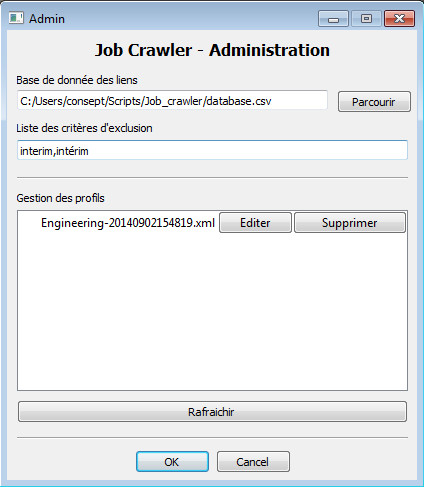 Admin
Job Crawler - Administration
Base de donnée des liens
C:/Users/consept/Scripts/Job_crawler/database.csv Parcourir
Liste des critères d'exclusion
interim,intérim
Gestion des profils
Engineering-20140902154819.xml Editer Supprimer
Rafraichir
OK Cancel